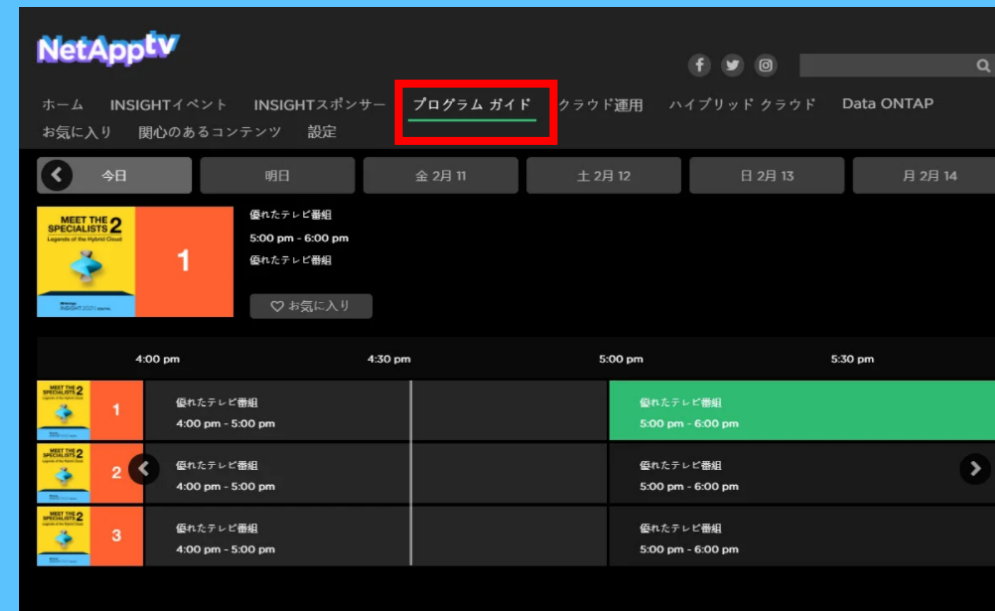 NetApptv
ホーム INSIGHTイベント INSIGHTスポンサー プログラム ガイド クラウド運用 ハイブリッド クラウド Data ONTAP
お気に入り 関心のあるコンテンツ 設定
今日 明日 金 2月 11 土 2月 12 日 2月 13 月 2月 14
MEET THE
SPECIALISTS 2
Legends of the Hybrid Cloud
1
優れたテレビ番組
5:00 pm - 6:00 pm
優れたテレビ番組
お気に入り
4:00 pm 4:30 pm 5:00 pm 5:30 pm
MEET THE
SPECIALISTS 2
1
優れたテレビ番組
4:00 pm - 5:00 pm
優れたテレビ番組
5:00 pm - 6:00 pm
MEET THE
SPECIALISTS 2
2
優れたテレビ番組
4:00 pm - 5:00 pm
優れたテレビ番組
5:00 pm - 6:00 pm
MEET THE
SPECIALISTS 2
3
優れたテレビ番組
4:00 pm - 5:00 pm
優れたテレビ番組
5:00 pm - 6:00 pm